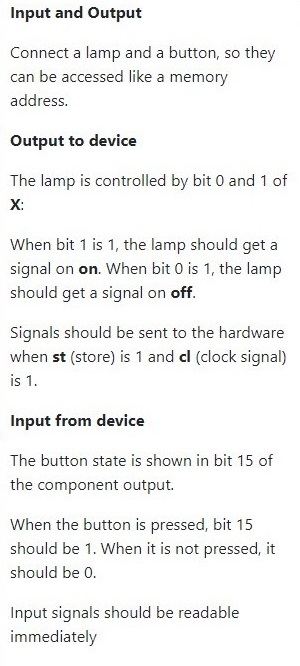 Input and Output
Connect a lamp and a button, so they
can be accessed like a memory
address.
Output to device
The lamp is controlled by bit 0 and 1 of
X:
When bit 1 is 1, the lamp should get a
signal on on. When bit 0 is 1, the lamp
should get a signal on off.
Signals should be sent to the hardware
when st (store) is 1 and cl (clock signal)
is 1.
Input from device
The button state is shown in bit 15 of
the component output.
When the button is pressed, bit 15
should be 1. When it is not pressed, it
should be 0.
Input signals should be readable
immediately